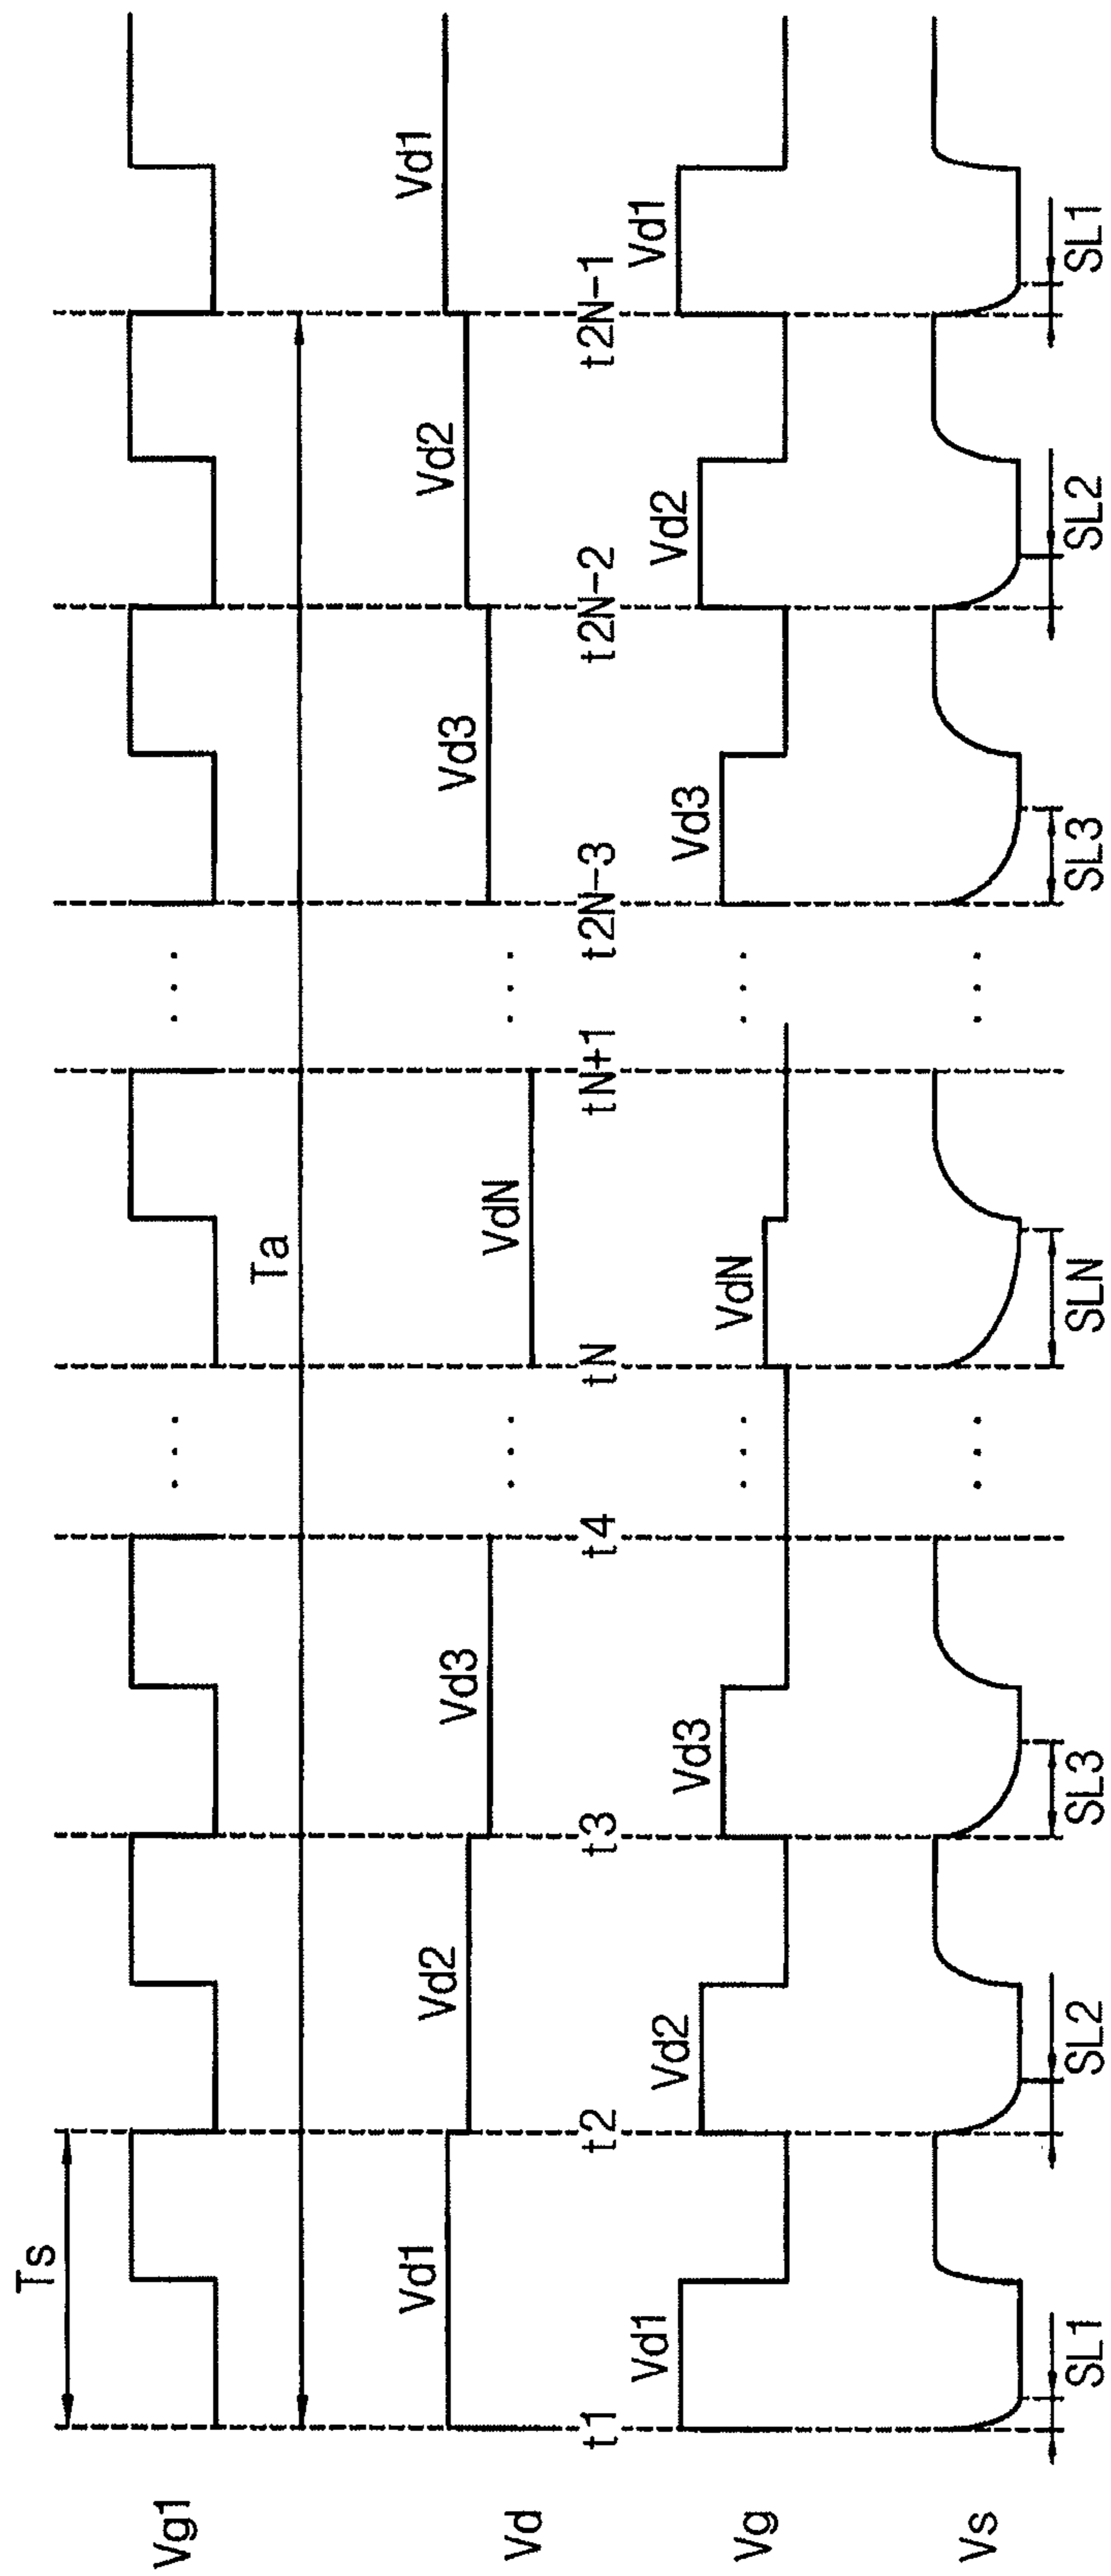 Ts
Vg1
Ta
Vd1
Vd2
Vd3
VdN
Vd3
Vd2
Vd1
Vd
t1
t2
t3
t4
tN
tN+1
t2N-3
t2N-2
t2N-1
Vd1
Vd2
Vd3
VdN
Vd3
Vd2
Vd1
Vg
Vs
SL1
SL2
SL3
SLN
SL3
SL2
SL1